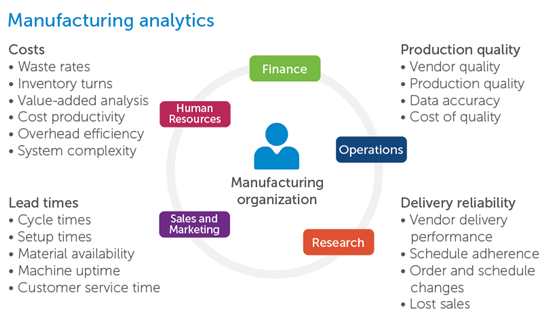 Manufacturing analytics
Costs
• Waste rates
• Inventory turns
• Value-added analysis
• Cost productivity
• Overhead efficiency
• System complexity
Finance
Human
Resources
Operations
Manufacturing
organization
Sales and
Marketing
Research
Production quality
• Vendor quality
• Production quality
• Data accuracy
• Cost of quality
Lead times
• Cycle times
• Setup times
• Material availability
• Machine uptime
• Customer service time
Delivery reliability
• Vendor delivery
performance
• Schedule adherence
• Order and schedule
changes
• Lost sales